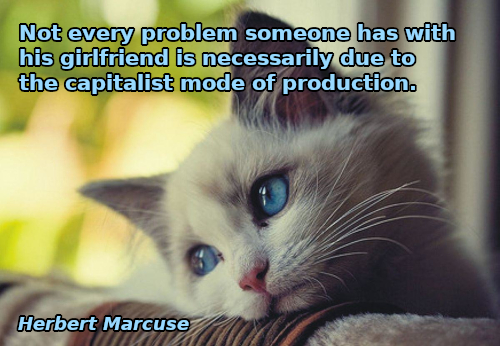 Not every problem someone has with
his girlfriend is necessarily due to
the capitalist mode of production.
Herbert Marcuse